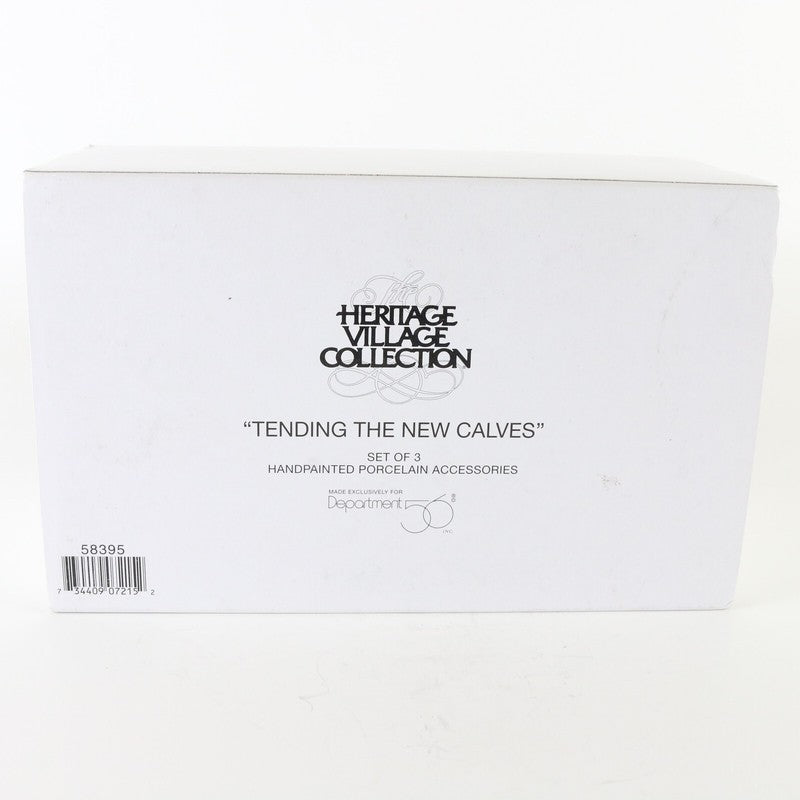 The
HERITAGE
VILLAGE
COLLECTION
“TENDING THE NEW CALVES”
SET OF 3
HANDPAINTED PORCELAIN ACCESSORIES
MADE EXCLUSIVELY FOR
Department 56®
INC.
58395
7 34409 07215 2